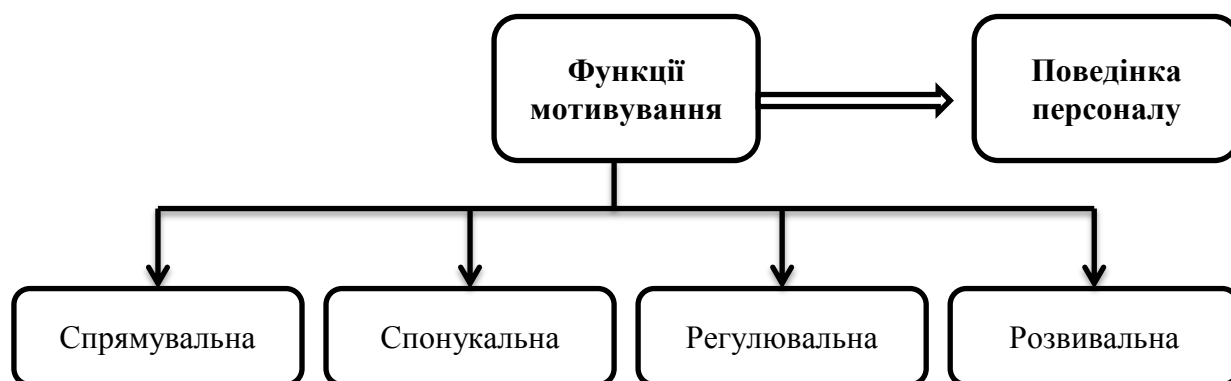 Функції
мотивування
Поведінка
персоналу
Спрямувальна
Спонукальна
Регулювальна
Розвивальна